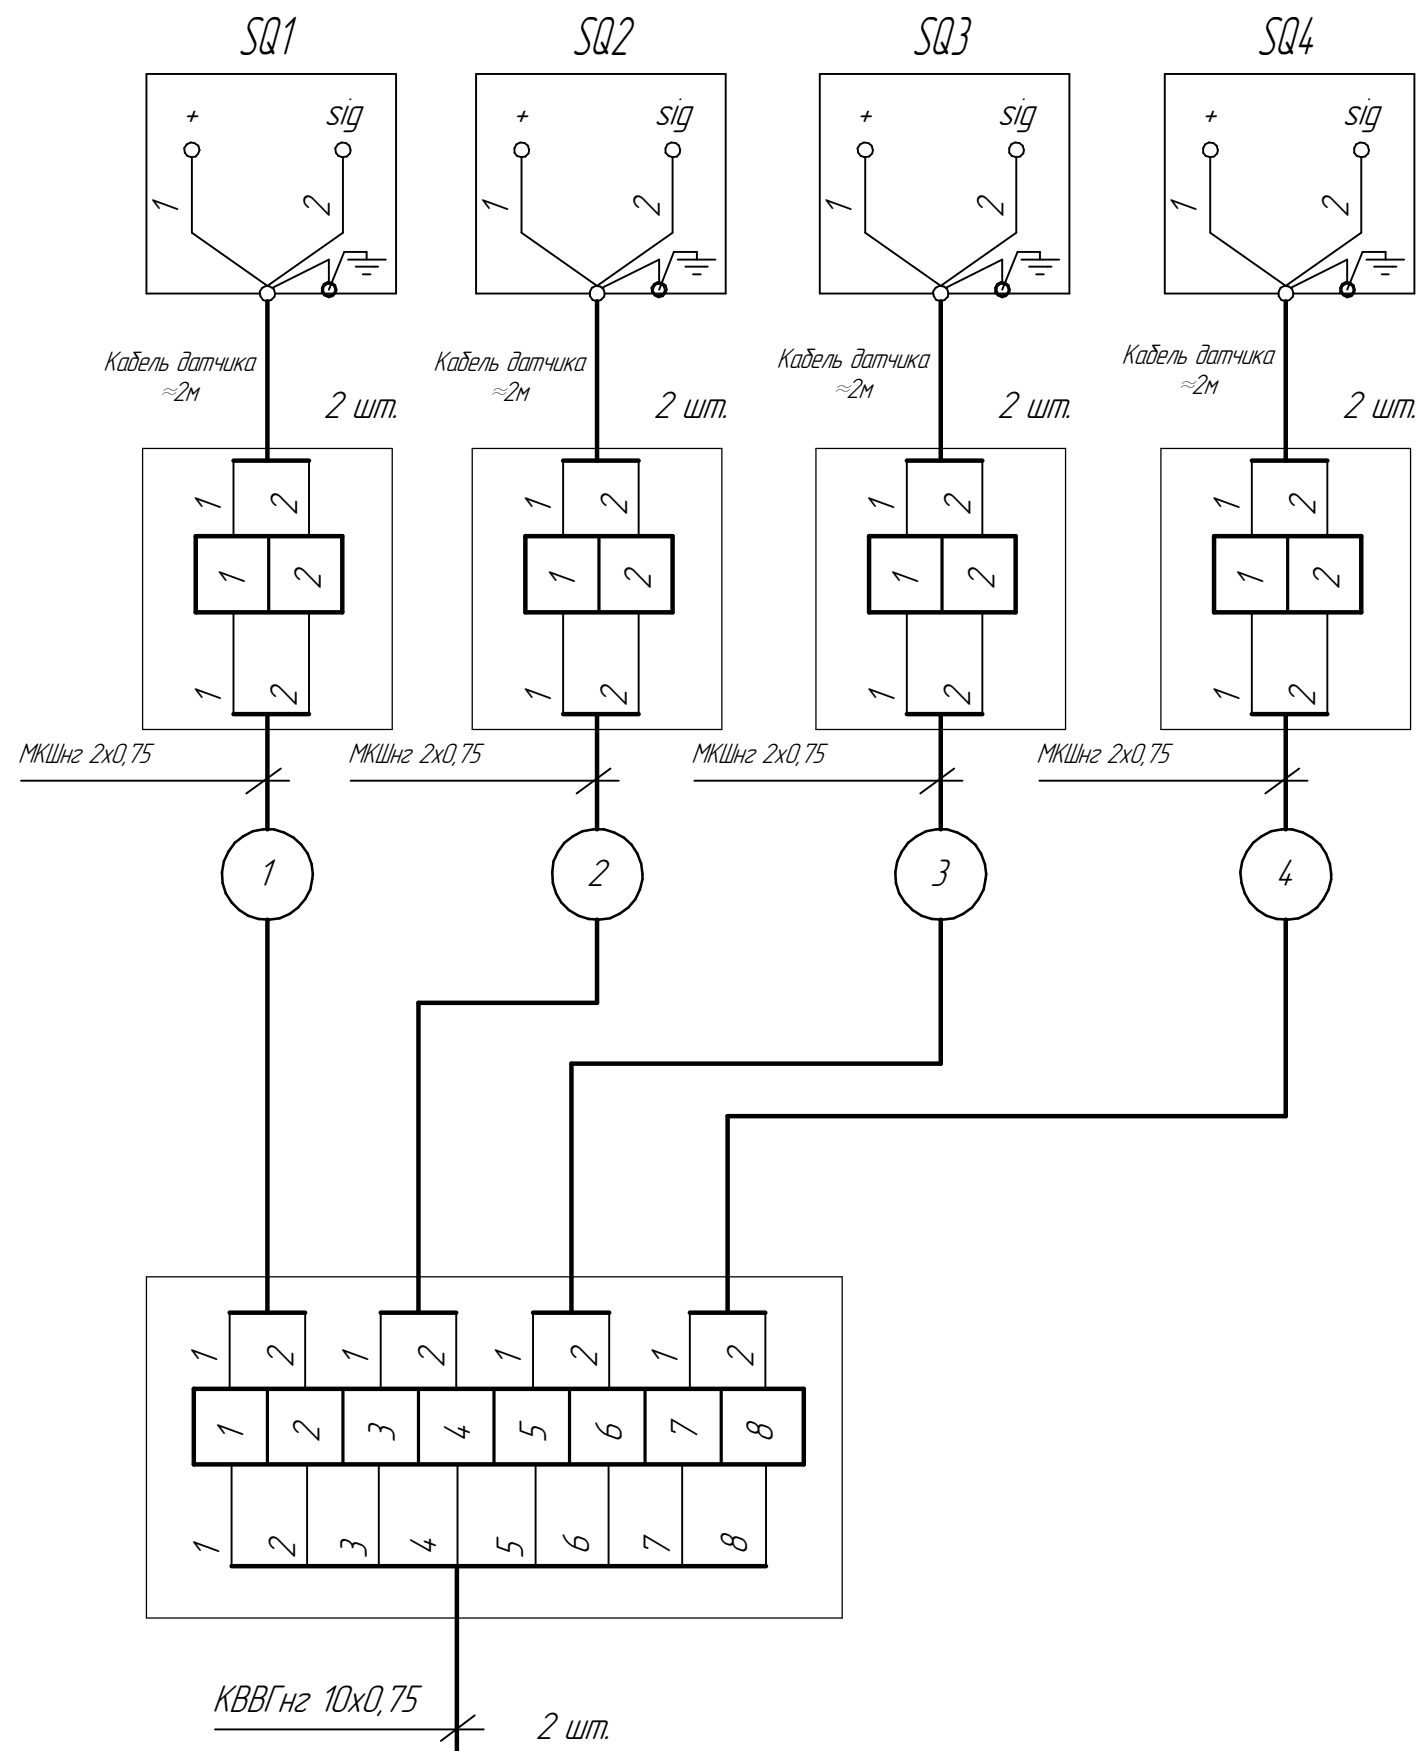 SQ1 SQ2 SQ3 SQ4
+ sig + sig + sig + sig
1 2 1 2 1 2 1 2
Кабель датчика Кабель датчика Кабель датчика Кабель датчика
≈2м ≈2м ≈2м ≈2м
2 шт. 2 шт. 2 шт. 2 шт.
1 2 1 2 1 2 1 2
1 2 1 2 1 2 1 2
1 2 1 2 1 2 1 2
МКШнг 2х0,75 МКШнг 2х0,75 МКШнг 2х0,75 МКШнг 2х0,75
1 2 3 4
1 2 1 2 1 2 1 2
1 2 3 4 5 6 7 8
1 2 3 4 5 6 7 8
КВВГнг 10х0,75
2 шт.